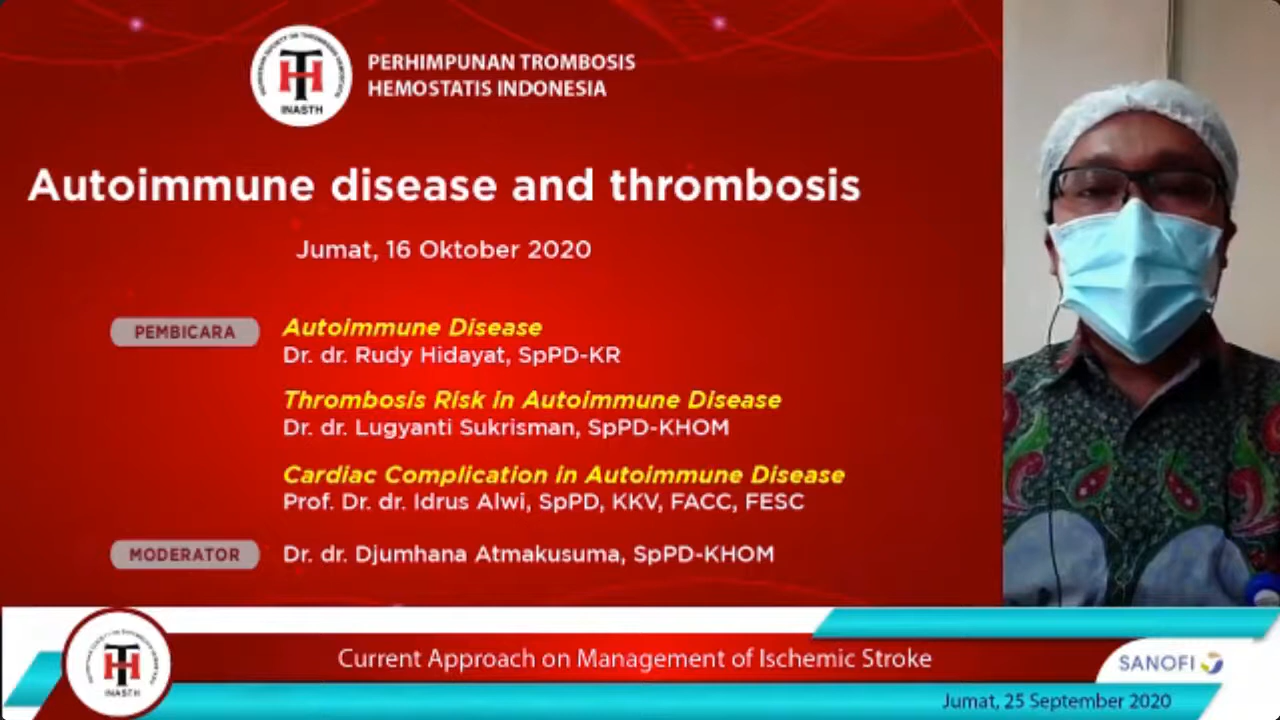 INASTH
PERHIMPUNAN TROMBOSIS
HEMOSTATIS INDONESIA
Autoimmune disease and thrombosis
Jumat, 16 Oktober 2020
PEMBICARA
Autoimmune Disease
Dr. dr. Rudy Hidayat, SpPD-KR
Thrombosis Risk in Autoimmune Disease
Dr. dr. Lugyanti Sukrisman, SpPD-KHOM
Cardiac Complication in Autoimmune Disease
Prof. Dr. dr. Idrus Alwi, SpPD, KKV, FACC, FESC
MODERATOR
Dr. dr. Djumhana Atmakusuma, SpPD-KHOM
INASTH
Current Approach on Management of Ischemic Stroke
SANOFI
Jumat, 25 September 2020